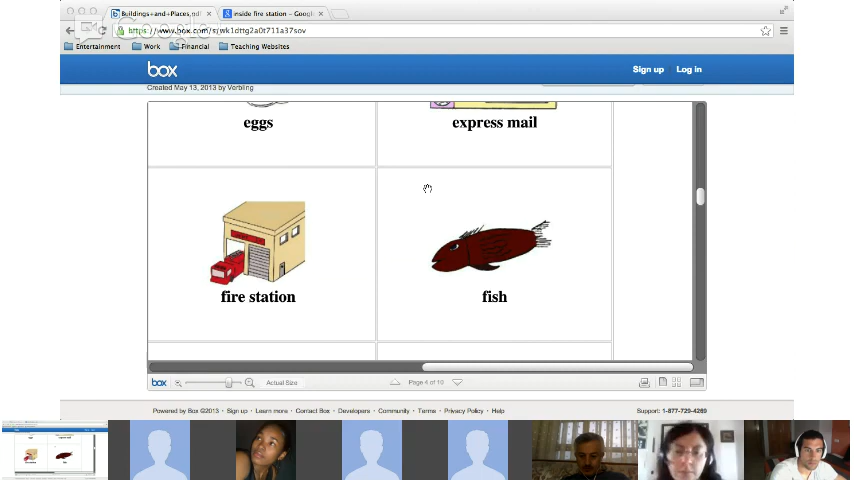 Buildings+and+Places.pdf
inside fire station – Googl
Google
https://www.box.com/s/wk1dttg2a0t711a37sov
Entertainment Work Financial Teaching Websites
box Sign up Log in
Created May 13, 2013 by Verbling
eggs express mail
fire station fish
box Actual Size Page 4 of 10
Powered by Box ©2013 · Sign up · Learn more · Contact Box · Developers · Community · Terms · Privacy Policy · Help Support: 1-877-729-4269